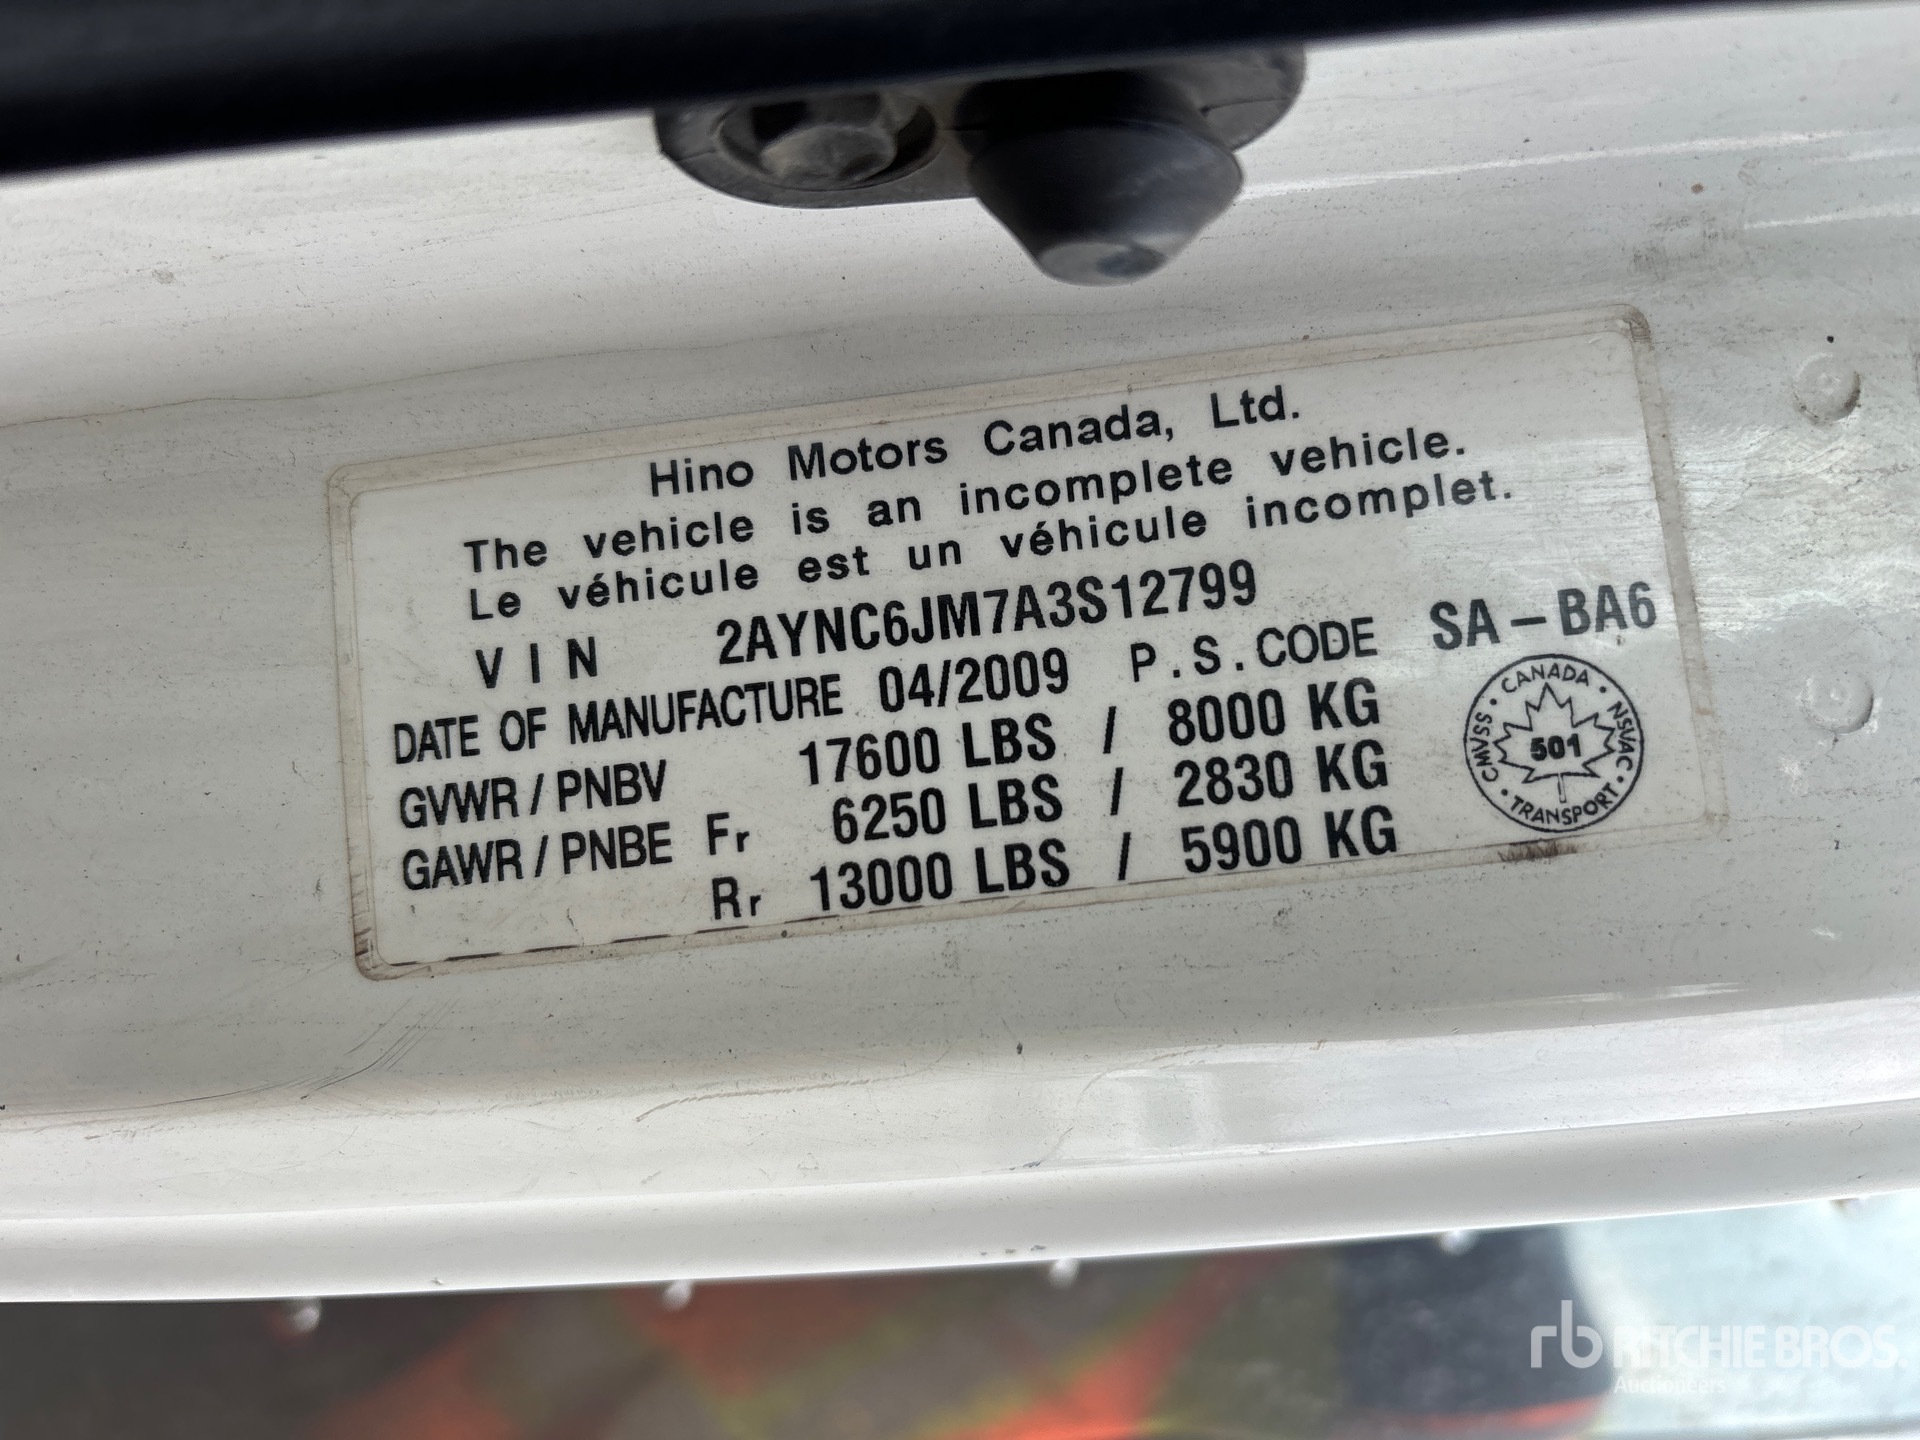 Hino Motors Canada, Ltd.
The vehicle is an incomplete vehicle.
Le véhicule est un véhicule incomplet.
VIN 2AYNC6JM7A3S12799
DATE OF MANUFACTURE 04/2009 P.S.CODE SA-BA6
GVWR / PNBV 17600 LBS / 8000 KG
GAWR / PNBE Fr 6250 LBS / 2830 KG
Rr 13000 LBS / 5900 KG
CANADA · NSVAC · TRANSPORT · CMVSS ·
501
rb RITCHIE BROS.
Auctioneers